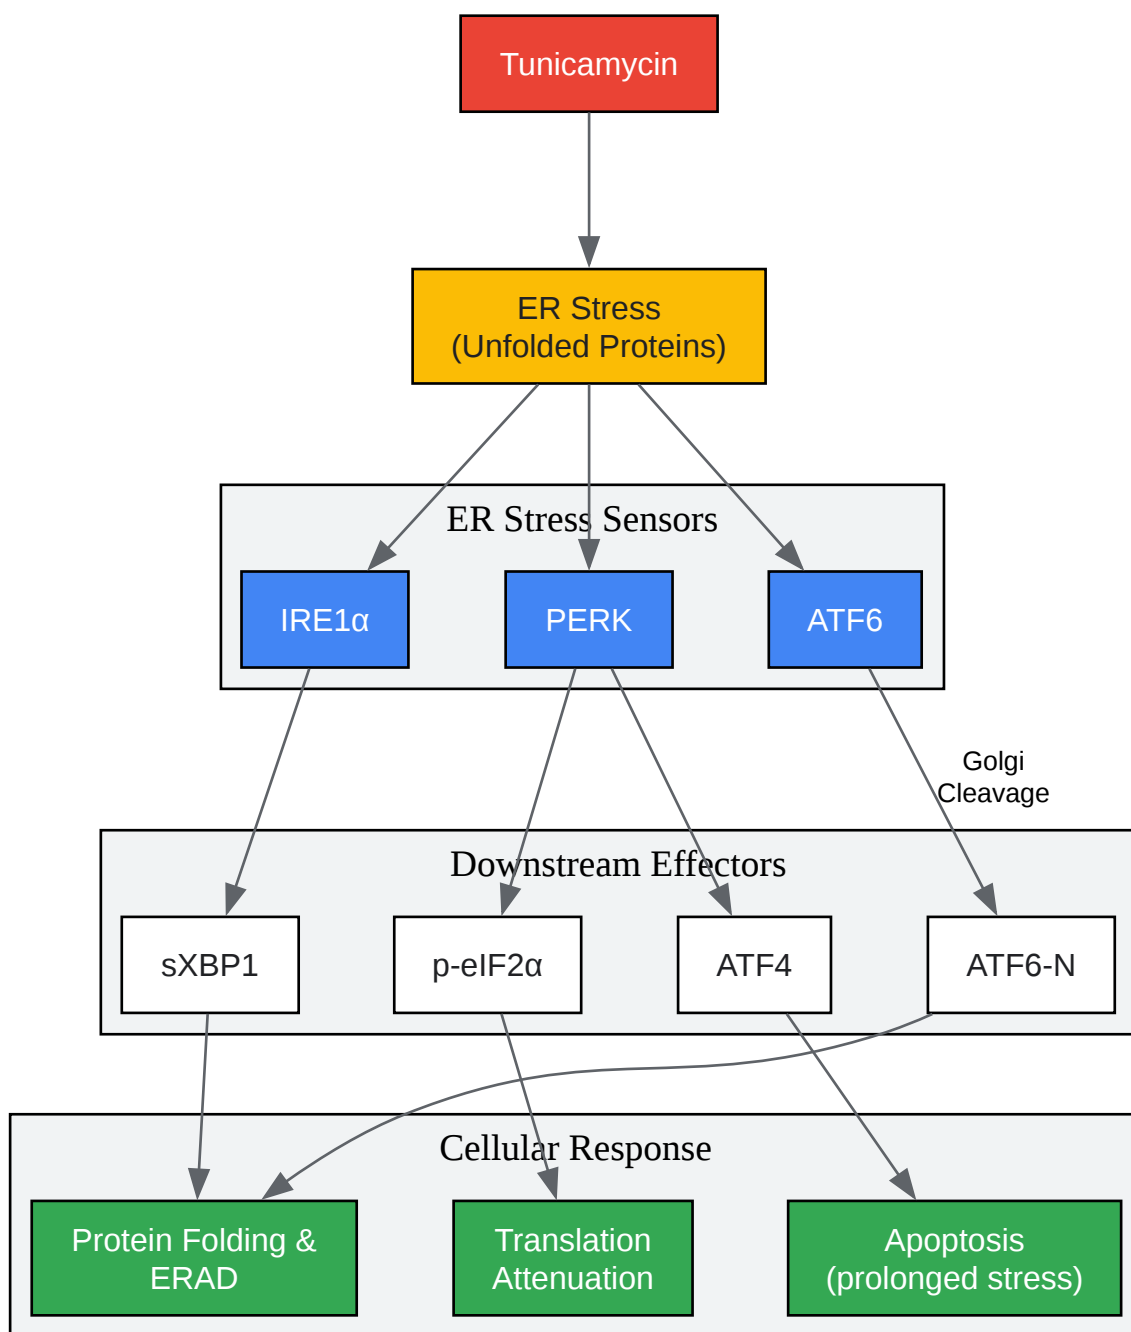 Tunicamycin
ER Stress
(Unfolded Proteins)
ER Stress Sensors
IRE1α
PERK
ATF6
Golgi
Cleavage
Downstream Effectors
sXBP1
p-eIF2α
ATF4
ATF6-N
Cellular Response
Protein Folding &
ERAD
Translation
Attenuation
Apoptosis
(prolonged stress)